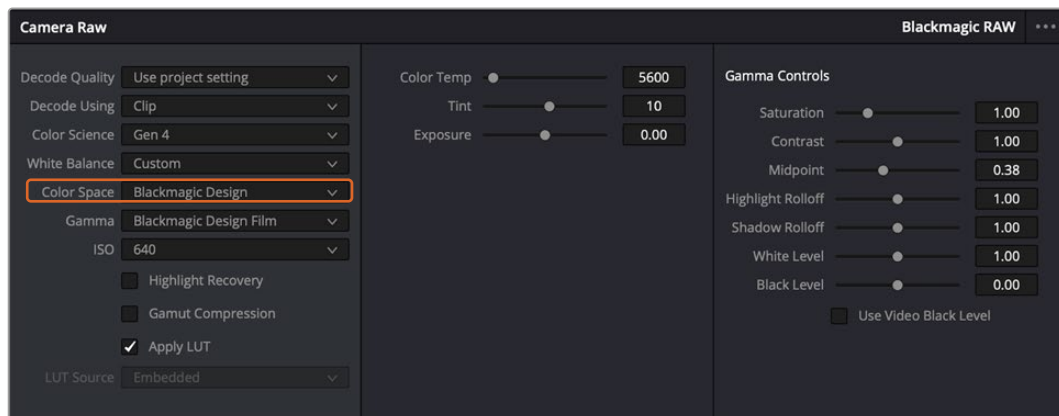 Camera Raw
Blackmagic RAW
Decode Quality Use project setting
Decode Using Clip
Color Science Gen 4
White Balance Custom
Color Space Blackmagic Design
Gamma Blackmagic Design Film
ISO 640
Highlight Recovery
Gamut Compression
Apply LUT
LUT Source Embedded
Color Temp 5600
Tint 10
Exposure 0.00
Gamma Controls
Saturation 1.00
Contrast 1.00
Midpoint 0.38
Highlight Rolloff 1.00
Shadow Rolloff 1.00
White Level 1.00
Black Level 0.00
Use Video Black Level